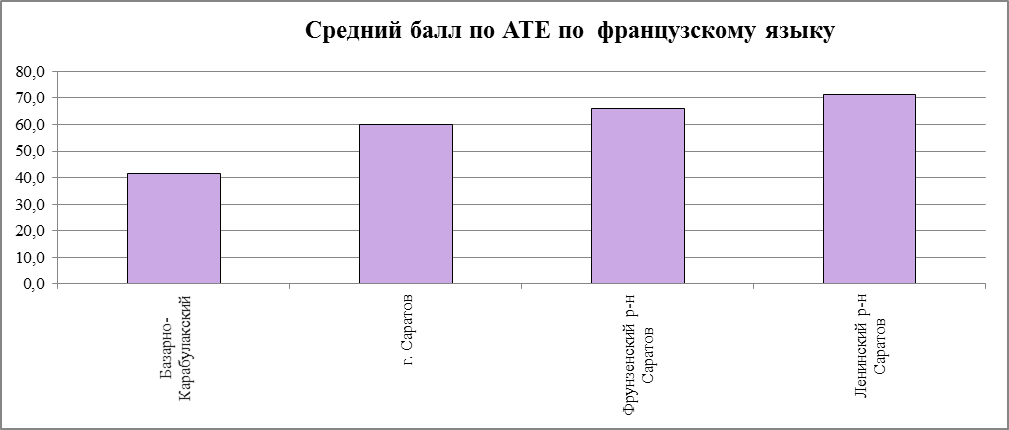 Средний балл по АТЕ по французскому языку
80,0
70,0
60,0
50,0
40,0
30,0
20,0
10,0
0,0
Базарно-
Карабулакский
г. Саратов
Фрунзенский р-н
Саратов
Ленинский р-н
Саратов